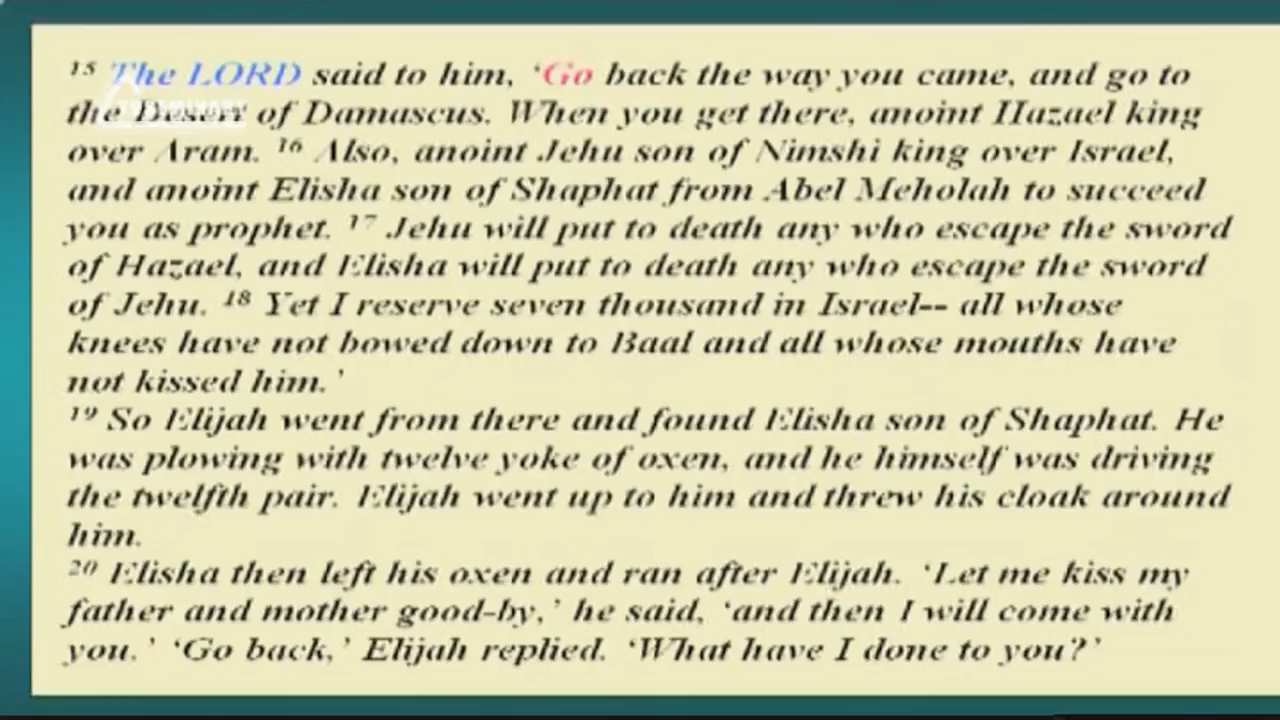 15 The LORD said to him, ‘Go back the way you came, and go to
the Desert of Damascus. When you get there, anoint Hazael king
over Aram. 16 Also, anoint Jehu son of Nimshi king over Israel,
and anoint Elisha son of Shaphat from Abel Meholah to succeed
you as prophet. 17 Jehu will put to death any who escape the sword
of Hazael, and Elisha will put to death any who escape the sword
of Jehu. 18 Yet I reserve seven thousand in Israel-- all whose
knees have not bowed down to Baal and all whose mouths have
not kissed him.’
19 So Elijah went from there and found Elisha son of Shaphat. He
was plowing with twelve yoke of oxen, and he himself was driving
the twelfth pair. Elijah went up to him and threw his cloak around
him.
20 Elisha then left his oxen and ran after Elijah. ‘Let me kiss my
father and mother good-by,’ he said, ‘and then I will come with
you.’ ‘Go back,’ Elijah replied. ‘What have I done to you?’